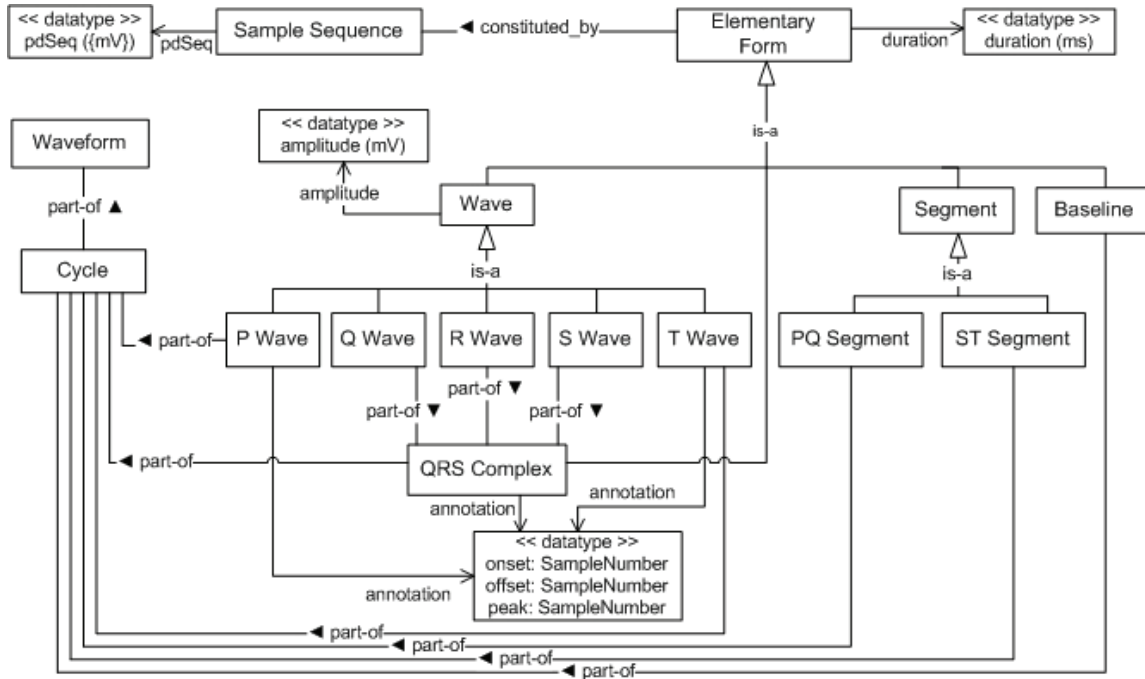 << datatype >>
pdSeq ({mV})
pdSeq
Sample Sequence
◄ constituted_by
Elementary
Form
duration
<< datatype >>
duration (ms)
is-a
Waveform
<< datatype >>
amplitude (mV)
amplitude
Wave
Segment
Baseline
part-of ▲
Cycle
is-a
is-a
◄ part-of
P Wave
Q Wave
R Wave
S Wave
T Wave
PQ Segment
ST Segment
part-of ▼
part-of ▼
part-of ▼
◄ part-of
QRS Complex
annotation
annotation
<< datatype >>
onset: SampleNumber
offset: SampleNumber
peak: SampleNumber
annotation
◄ part-of
◄ part-of
◄ part-of
◄ part-of